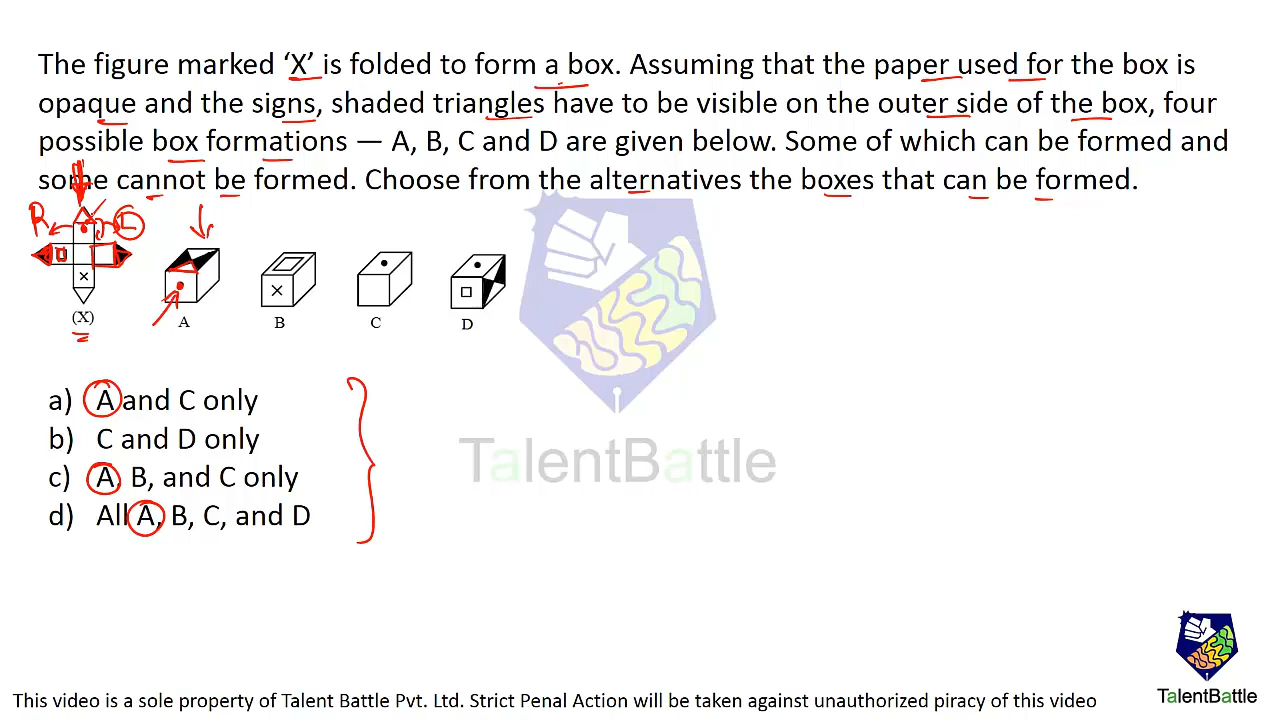 The figure marked ‘X’ is folded to form a box. Assuming that the paper used for the box is
opaque and the signs, shaded triangles have to be visible on the outer side of the box, four
possible box formations — A, B, C and D are given below. Some of which can be formed and
some cannot be formed. Choose from the alternatives the boxes that can be formed.
R L
(X) A B C D
a) A and C only
b) C and D only
c) A, B, and C only
d) All A, B, C, and D
TalentBattle
TalentBattle
This video is a sole property of Talent Battle Pvt. Ltd. Strict Penal Action will be taken against unauthorized piracy of this video